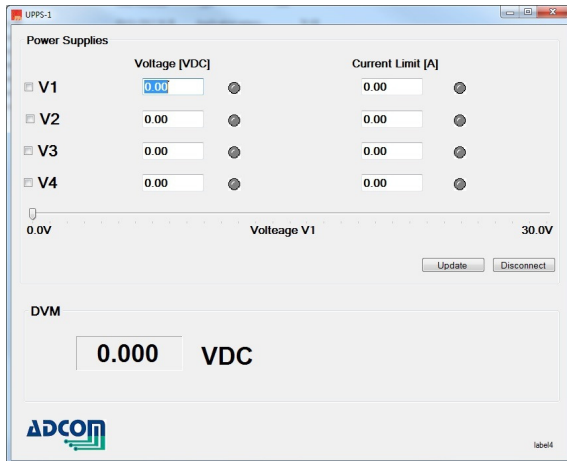 UPPS-1
Power Supplies
Voltage [VDC] Current Limit [A]
V1 0.00 0.00
V2 0.00 0.00
V3 0.00 0.00
V4 0.00 0.00
0.0V Volteage V1 30.0V
Update Disconnect
DVM
0.000 VDC
ADCOM
label4